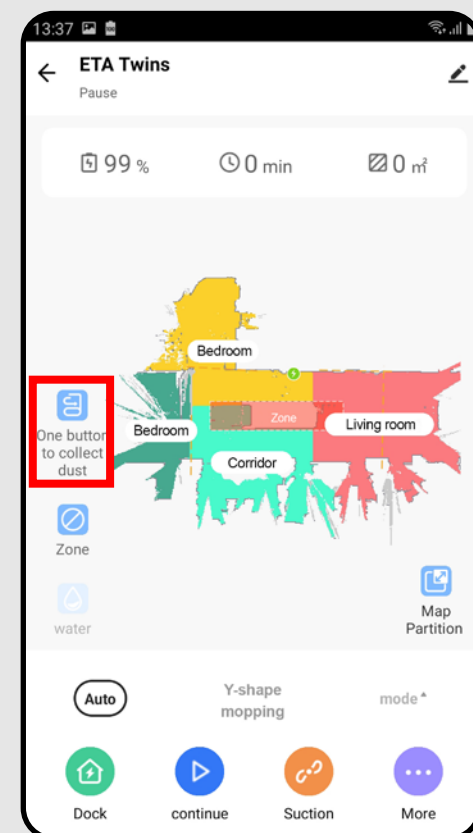 13:37
ETA Twins
Pause
99 %
0 min
0 ㎡
Bedroom
Zone
Bedroom
Living room
Corridor
One button
to collect
dust
Zone
water
Map
Partition
Auto
Y-shape
mopping
mode
Dock
continue
Suction
More